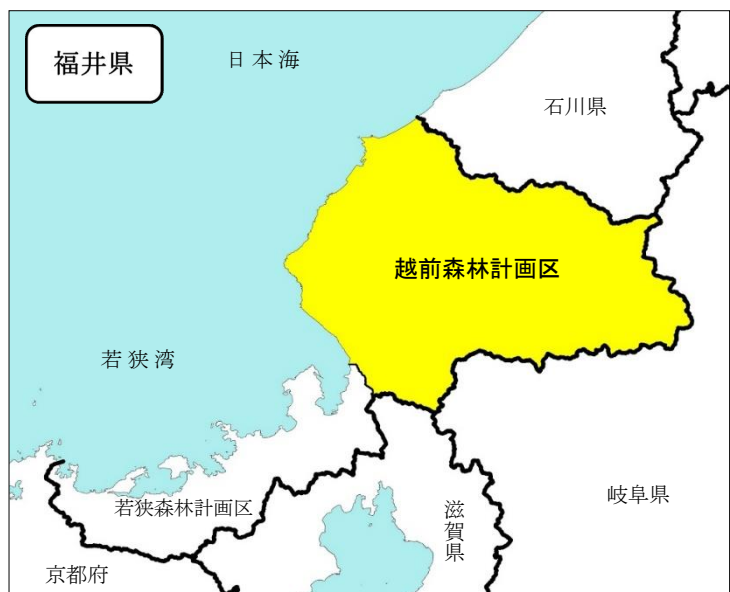 福井県
日本海
石川県
越前森林計画区
若狭湾
若狭森林計画区
滋賀県
岐阜県
京都府